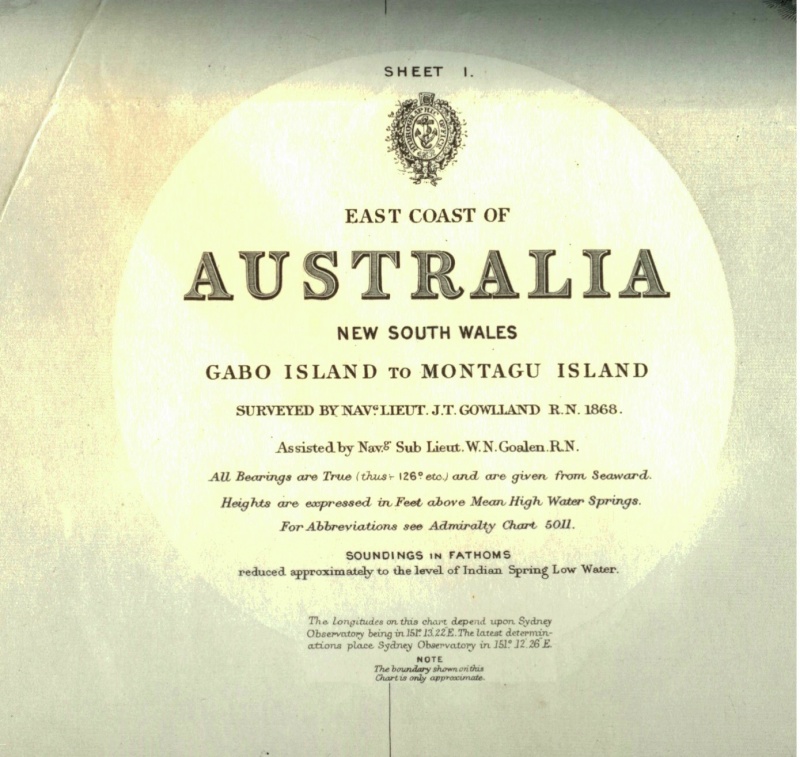 SHEET 1.
HYDROGRAPHIC OFFICE
EAST COAST OF
AUSTRALIA
NEW SOUTH WALES
GABO ISLAND TO MONTAGU ISLAND
SURVEYED BY NAVG. LIEUT. J.T. GOWLLAND R.N. 1868.
Assisted by Navgr. Sub Lieut. W.N. Goalen. R.N.
All Bearings are True (thus:- 126° etc.) and are given from Seaward.
Heights are expressed in Feet above Mean High Water Springs.
For Abbreviations see Admiralty Chart 5011.
SOUNDINGS IN FATHOMS
reduced approximately to the level of Indian Spring Low Water.
The Longitudes on this chart depend upon Sydney
Observatory being in 151°. 13. 22 E. The latest determin-
ations place Sydney Observatory in 151°. 12. 26 E.
NOTE
The boundary shown on this
Chart is only approximate.